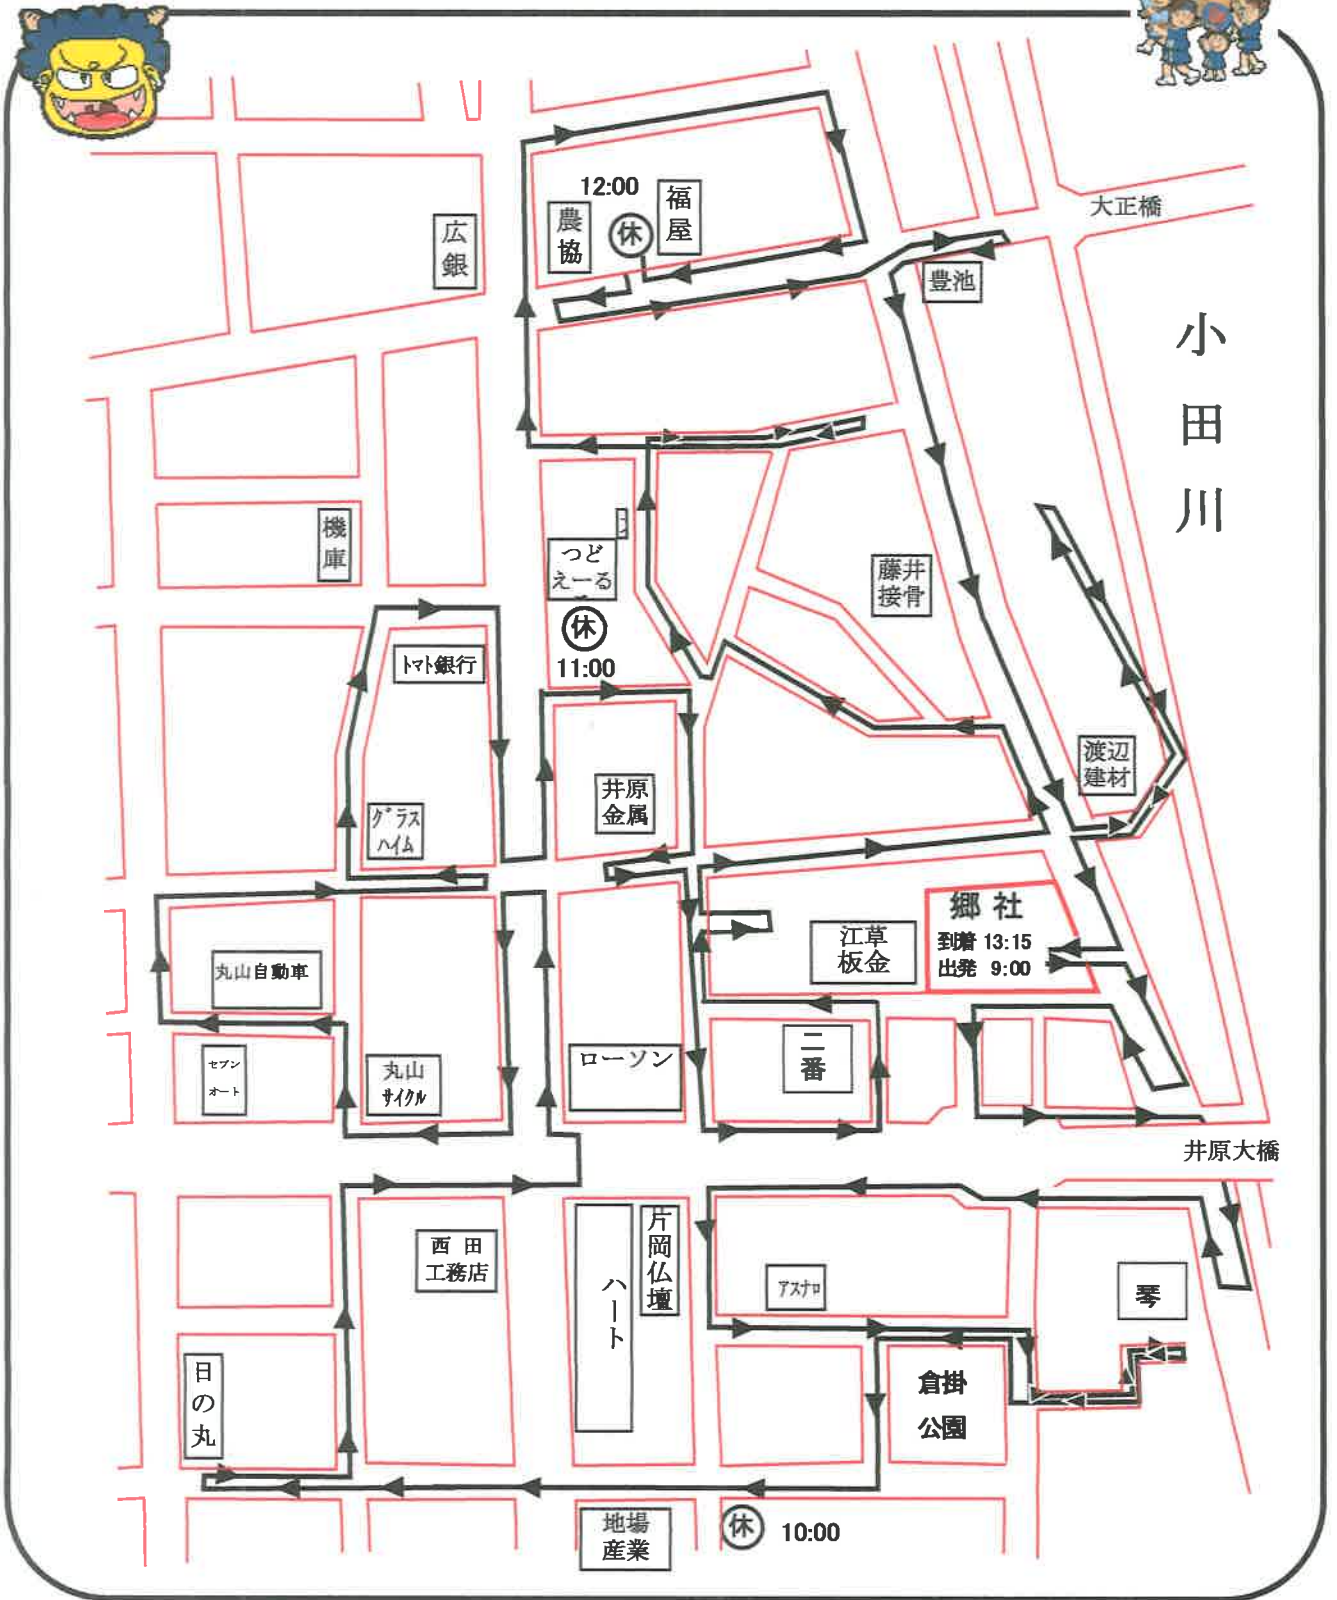 大正橋
小田川
12:00
福屋
農協
休
広銀
豊池
機庫
つど
えーる
休
11:00
藤井
接骨
トマト銀行
渡辺
建材
井原
金属
グラス
ハイム
郷社
到着 13:15
出発 9:00
江草
板金
丸山自動車
セブン
オート
丸山
サイクル
ローソン
二番
井原大橋
西田
工務店
ハート
片岡仏壇
アスナロ
琴
日の丸
倉掛
公園
地場
産業
休
10:00